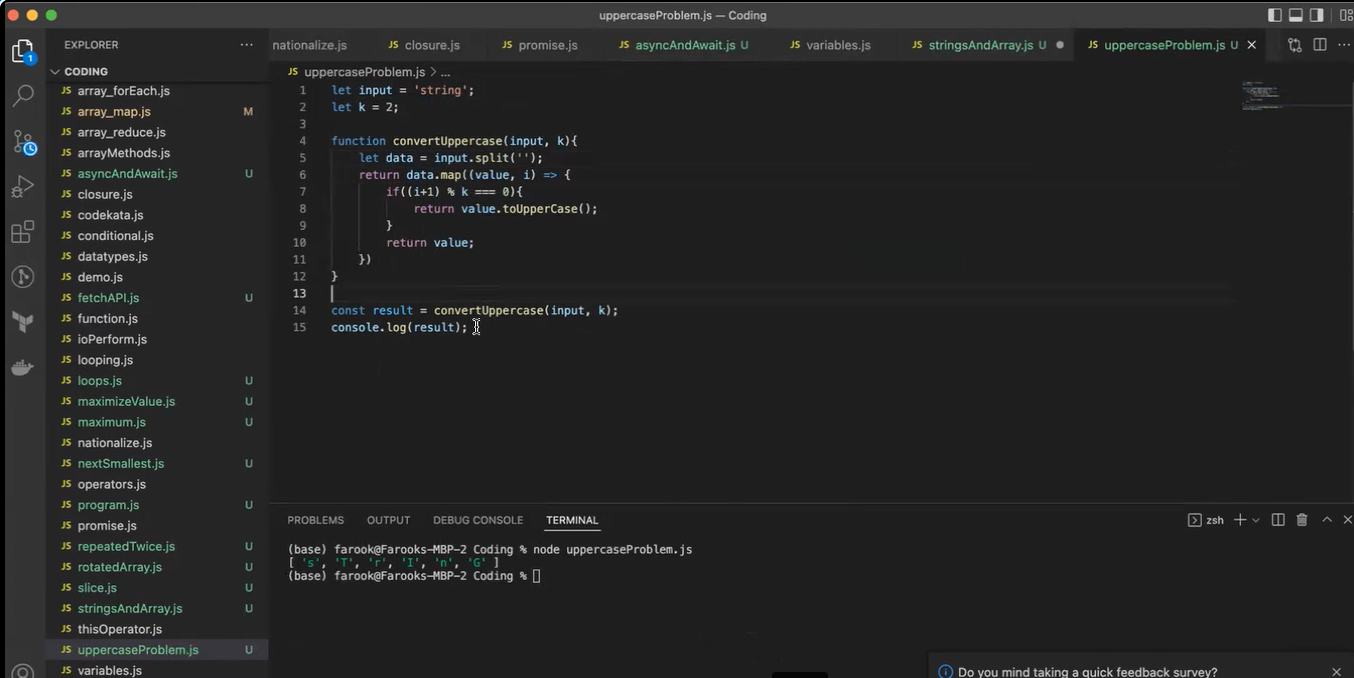 uppercaseProblem.js — Coding
EXPLORER ...
nationalize.js JS closure.js JS promise.js JS asyncAndAwait.js U JS variables.js JS stringsAndArray.js U JS uppercaseProblem.js U
CODING
JS array_forEach.js
JS array_map.js M
JS array_reduce.js
JS arrayMethods.js
JS asyncAndAwait.js U
JS closure.js
JS codekata.js
JS conditional.js
JS datatypes.js
JS demo.js
JS fetchAPI.js U
JS function.js
JS ioPerform.js
JS looping.js
JS loops.js U
JS maximizeValue.js U
JS maximum.js U
JS nationalize.js
JS nextSmallest.js U
JS operators.js
JS program.js U
JS promise.js
JS repeatedTwice.js U
JS rotatedArray.js U
JS slice.js U
JS stringsAndArray.js U
JS thisOperator.js
JS uppercaseProblem.js U
JS variables.js
1
JS uppercaseProblem.js > ...
1 let input = 'string';
2 let k = 2;
3
4 function convertUppercase(input, k){
5 let data = input.split('');
6 return data.map((value, i) => {
7 if((i+1) % k === 0){
8 return value.toUpperCase();
9 }
10 return value;
11 })
12 }
13
14 const result = convertUppercase(input, k);
15 console.log(result);
PROBLEMS OUTPUT DEBUG CONSOLE TERMINAL zsh
(base) farook@Farooks-MBP-2 Coding % node uppercaseProblem.js
[ 's', 'T', 'r', 'I', 'n', 'G' ]
(base) farook@Farooks-MBP-2 Coding %
Do you mind taking a quick feedback survey?